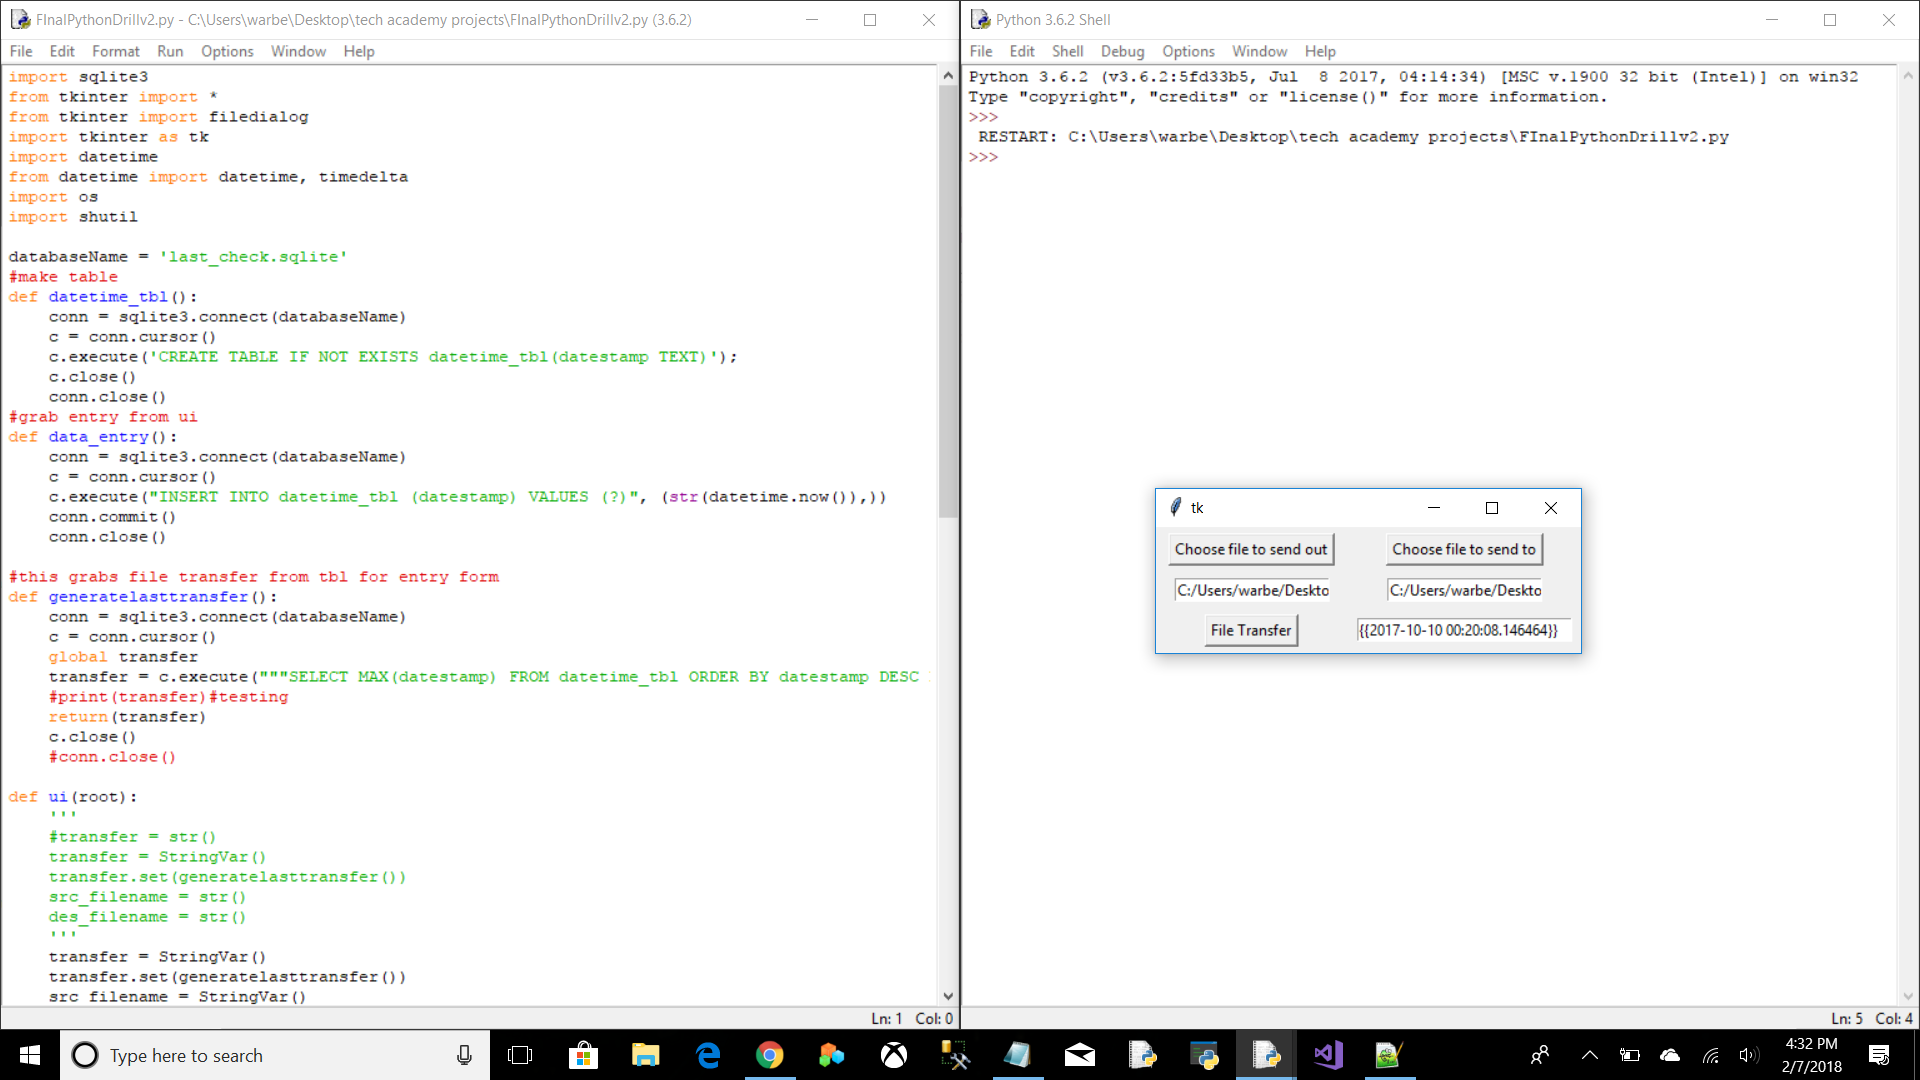 FInalPythonDrillv2.py - C:\Users\warbe\Desktop\tech academy projects\FInalPythonDrillv2.py (3.6.2)
File Edit Format Run Options Window Help
import sqlite3
from tkinter import *
from tkinter import filedialog
import tkinter as tk
import datetime
from datetime import datetime, timedelta
import os
import shutil
databaseName = 'last_check.sqlite'
#make table
def datetime_tbl():
    conn = sqlite3.connect(databaseName)
    c = conn.cursor()
    c.execute('CREATE TABLE IF NOT EXISTS datetime_tbl(datestamp TEXT)');
    c.close()
    conn.close()
#grab entry from ui
def data_entry():
    conn = sqlite3.connect(databaseName)
    c = conn.cursor()
    c.execute("INSERT INTO datetime_tbl (datestamp) VALUES (?)", (str(datetime.now()),))
    conn.commit()
    conn.close()
#this grabs file transfer from tbl for entry form
def generatelasttransfer():
    conn = sqlite3.connect(databaseName)
    c = conn.cursor()
    global transfer
    transfer = c.execute("""SELECT MAX(datestamp) FROM datetime_tbl ORDER BY datestamp DESC
    #print(transfer)#testing
    return(transfer)
    c.close()
    #conn.close()
def ui(root):
    '''
    #transfer = str()
    transfer = StringVar()
    transfer.set(generatelasttransfer())
    src_filename = str()
    des_filename = str()
    '''
    transfer = StringVar()
    transfer.set(generatelasttransfer())
    src_filename = StringVar()
Ln: 1 Col: 0
Python 3.6.2 Shell
File Edit Shell Debug Options Window Help
Python 3.6.2 (v3.6.2:5fd33b5, Jul  8 2017, 04:14:34) [MSC v.1900 32 bit (Intel)] on win32
Type "copyright", "credits" or "license()" for more information.
>>>
 RESTART: C:\Users\warbe\Desktop\tech academy projects\FInalPythonDrillv2.py
>>>
tk
Choose file to send out Choose file to send to
C:/Users/warbe/Deskto C:/Users/warbe/Deskto
File Transfer {{2017-10-10 00:20:08.146464}}
Ln: 5 Col: 4
Type here to search
4:32 PM
2/7/2018